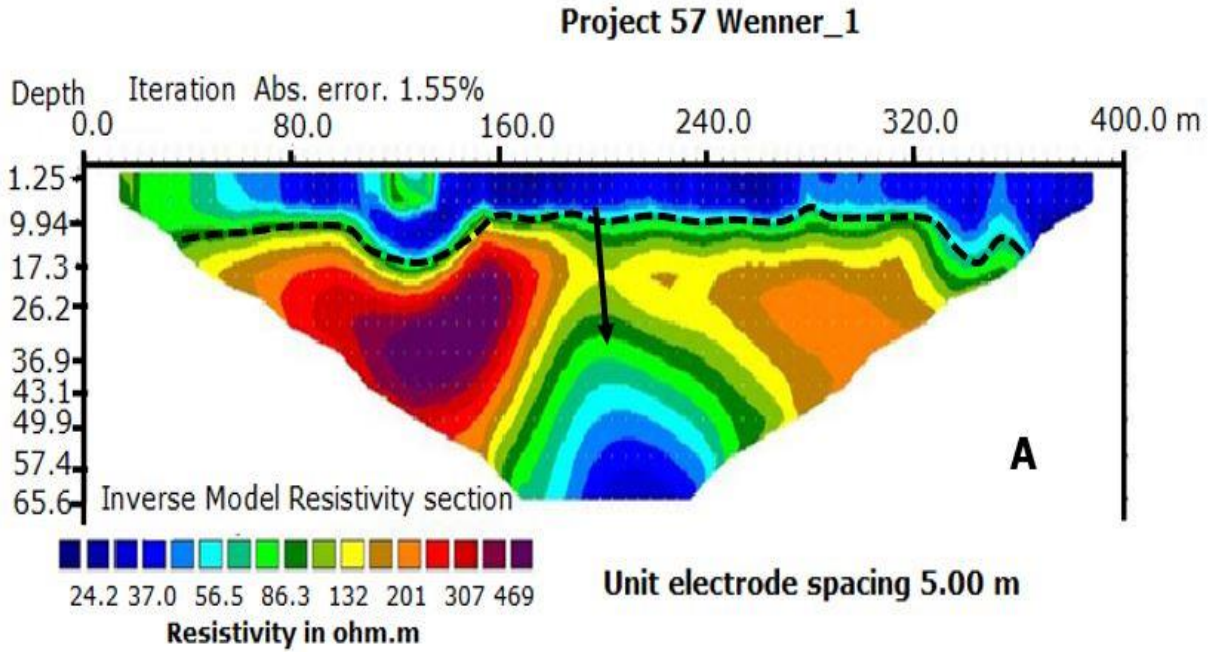 Project 57 Wenner_1
Depth Iteration Abs. error. 1.55%
0.0 80.0 160.0 240.0 320.0 400.0 m
1.25
9.94
17.3
26.2
36.9
43.1
49.9
57.4
65.6
A
Inverse Model Resistivity section
24.2 37.0 56.5 86.3 132 201 307 469
Resistivity in ohm.m
Unit electrode spacing 5.00 m